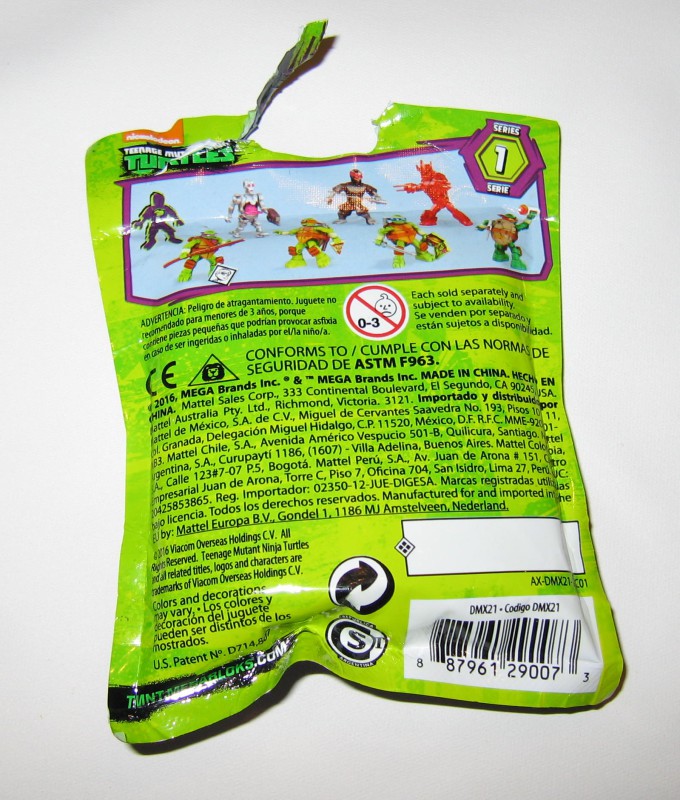 nickelodeon
TEENAGE MUTANT
TURTLES
SERIES
1
SERIE
ADVERTENCIA: Peligro de atragantamiento. Juguete no
recomendado para menores de 3 años, porque
contiene piezas pequeñas que podrían provocar asfixia
en caso de ser ingeridas o inhaladas por el/la niño/a.
0-3
Each sold separately and
subject to availability.
Se venden por separado y
están sujetos a disponibilidad.
CE
CONFORMS TO / CUMPLE CON LAS NORMAS DE
SEGURIDAD DE ASTM F963.
© 2016, MEGA Brands Inc. ® & ™ MEGA Brands Inc. MADE IN CHINA. HECHO EN
CHINA. Mattel Sales Corp., 333 Continental Boulevard, El Segundo, CA 90245, USA.
Mattel Australia Pty. Ltd., Richmond, Victoria. 3121. Importado y distribuido por
Mattel de México, S.A. de C.V., Miguel de Cervantes Saavedra No. 193, Pisos 10 11,
Col. Granada, Delegación Miguel Hidalgo, C.P. 11520, México, D.F. R.F.C. MME-9201-
. Mattel Chile, S.A., Avenida Américo Vespucio 501-B, Quilicura, Santiago. Mattel
Argentina, S.A., Curupaytí 1186, (1607) - Villa Adelina, Buenos Aires. Mattel Colombia,
S.A., Calle 123#7-07 P.5, Bogotá. Mattel Perú, S.A., Av. Juan de Arona # 151,
Empresarial Juan de Arona, Torre C, Piso 7, Oficina 704, San Isidro, Lima 27, Perú. RUC:
20425853865. Reg. Importador: 02350-12-JUE-DIGESA. Marcas registradas utilizadas
bajo licencia. Todos los derechos reservados. Manufactured for and imported in the
EU by: Mattel Europa B.V., Gondel 1, 1186 MJ Amstelveen, Nederland.
© 2016 Viacom Overseas Holdings C.V. All
Rights Reserved. Teenage Mutant Ninja Turtles
and all related titles, logos and characters are
trademarks of Viacom Overseas Holdings C.V.
AX-DMX21-C01
Colors and decorations
may vary. • Los colores y
decoración del juguete
pueden ser distintos de los
mostrados.
U.S. Patent Nº. D714,
REPÚBLICA
S
ARGENTINA
DMX21 • Codigo DMX21
8 87961 29007 3
TMNT.MEGABLOKS.COM